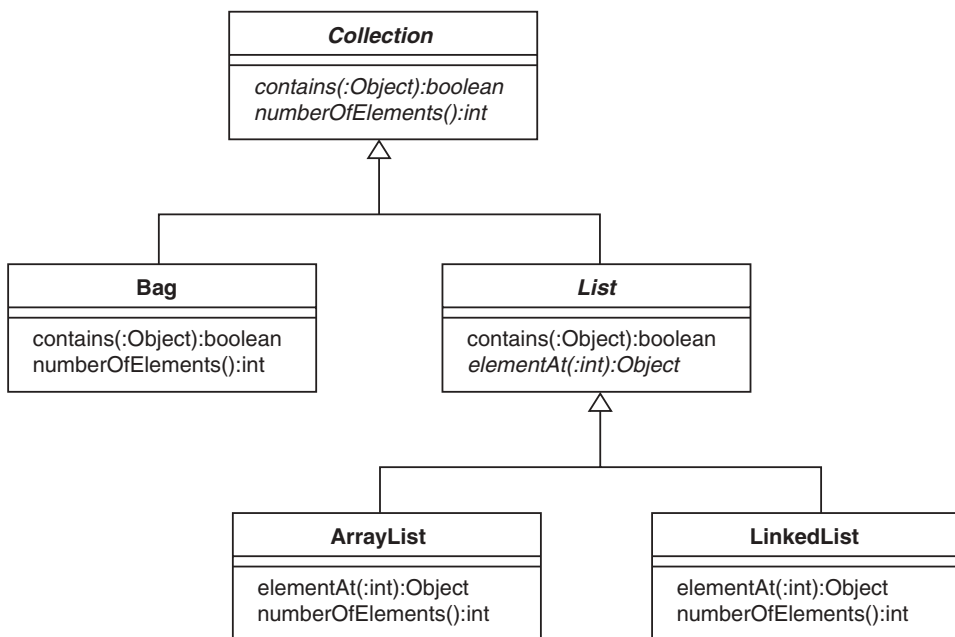 Collection
contains(:Object):boolean
numberOfElements():int
Bag
contains(:Object):boolean
numberOfElements():int
List
contains(:Object):boolean
elementAt(:int):Object
ArrayList
elementAt(:int):Object
numberOfElements():int
LinkedList
elementAt(:int):Object
numberOfElements():int